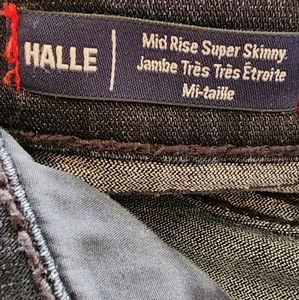 HALLE
Mid Rise Super Skinny
Jambe Très Très Étroite
Mi-taille